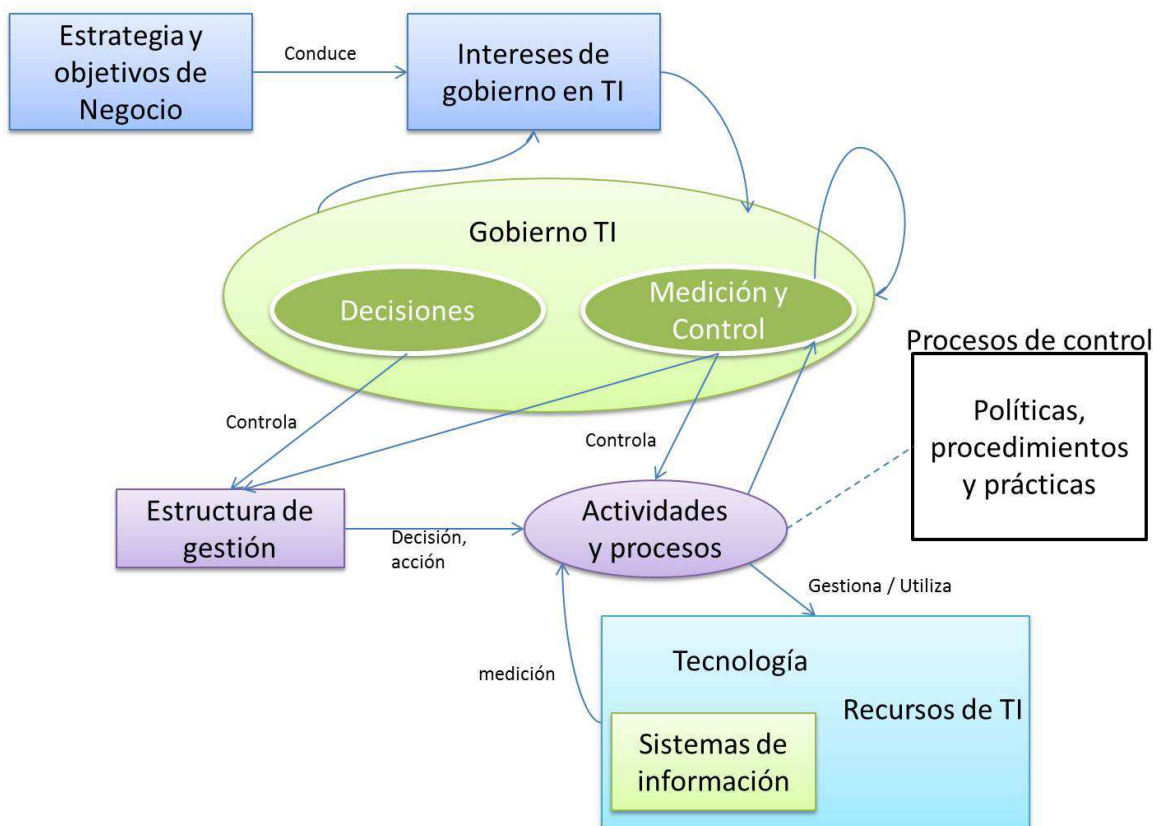 Estrategia y
objetivos de
Negocio
Conduce
Intereses de
gobierno en TI
Gobierno TI
Decisiones
Medición y
Control
Procesos de control
Políticas,
procedimientos
y prácticas
Controla
Controla
Estructura de
gestión
Decisión,
acción
Actividades
y procesos
Gestiona / Utiliza
medición
Tecnología
Recursos de TI
Sistemas de
información